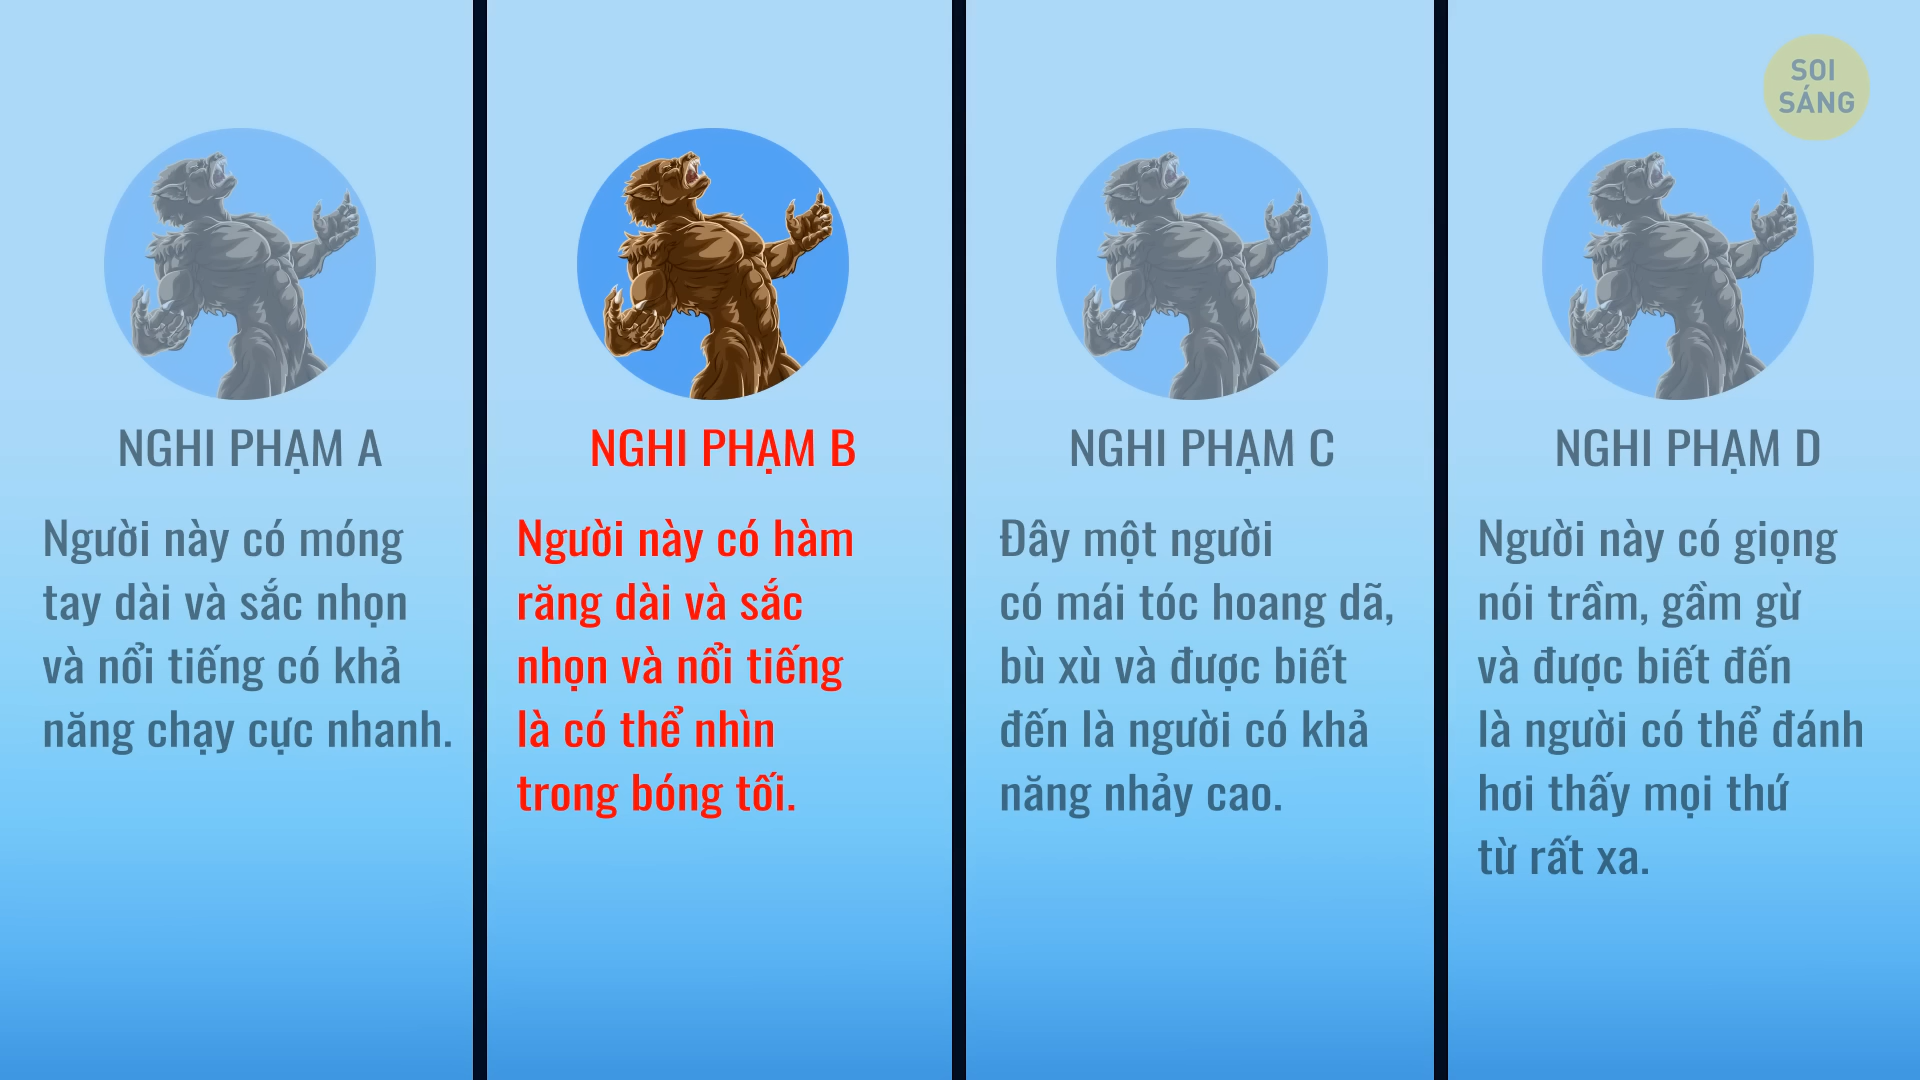 SOI
SÁNG
NGHI PHẠM A
Người này có móng
tay dài và sắc nhọn
và nổi tiếng có khả
năng chạy cực nhanh.
NGHI PHẠM B
Người này có hàm
răng dài và sắc
nhọn và nổi tiếng
là có thể nhìn
trong bóng tối.
NGHI PHẠM C
Đây một người
có mái tóc hoang dã,
bù xù và được biết
đến là người có khả
năng nhảy cao.
NGHI PHẠM D
Người này có giọng
nói trầm, gầm gừ
và được biết đến
là người có thể đánh
hơi thấy mọi thứ
từ rất xa.